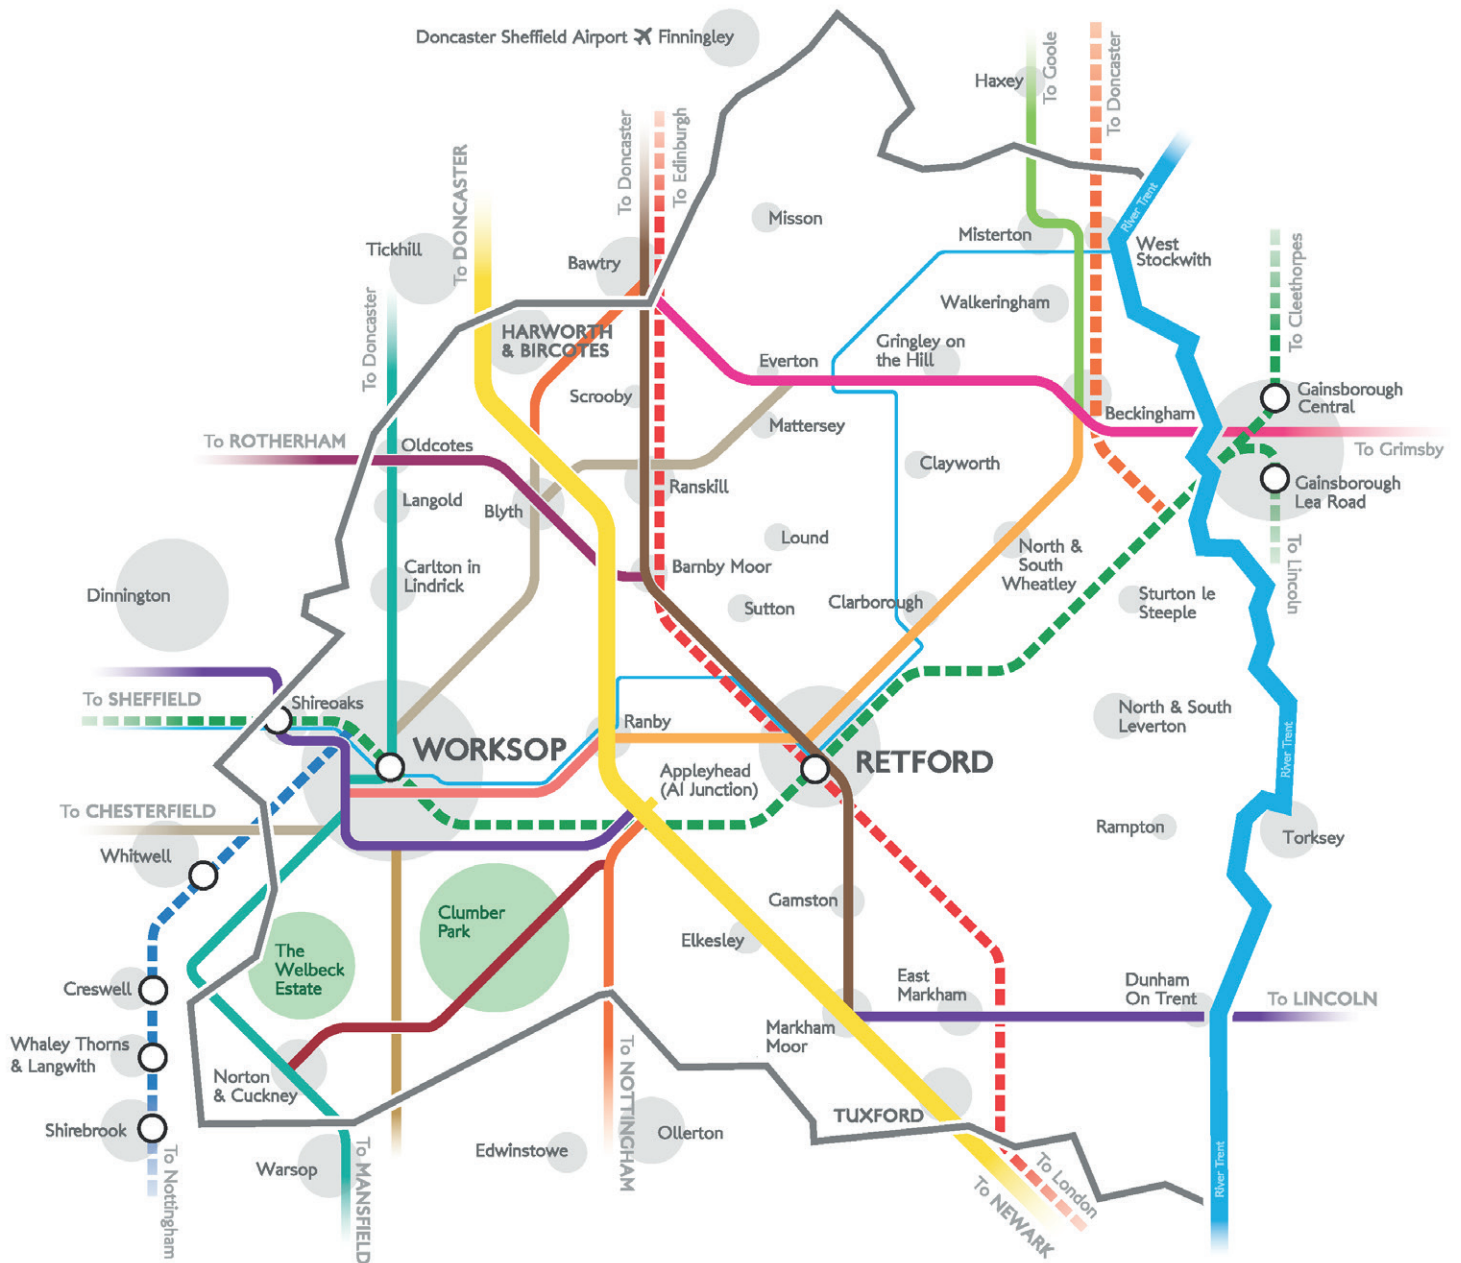 Doncaster Sheffield Airport ✈ Finningley
Haxey
To Goole
To Doncaster
To Doncaster
To Edinburgh
To DONCASTER
River Trent
Misson
Tickhill
Bawtry
Misterton
West
Stockwith
To Cleethorpes
Walkeringham
To Doncaster
HARWORTH
& BIRCOTES
Everton
Gringley on
the Hill
Scrooby
Gainsborough
Central
Beckingham
Mattersey
To ROTHERHAM
Oldcotes
To Grimsby
Clayworth
Langold
Blyth
Ranskill
Gainsborough
Lea Road
Lound
North &
South
Wheatley
To Lincoln
Carlton in
Lindrick
Barnby Moor
Dinnington
Sutton
Clarborough
Sturton le
Steeple
To SHEFFIELD
Shireoaks
Ranby
North & South
Leverton
River Trent
WORKSOP
RETFORD
Appleyhead
(A1 Junction)
To CHESTERFIELD
Whitwell
Rampton
Torksey
Clumber
Park
Gamston
Elkesley
The
Welbeck
Estate
Creswell
East
Markham
Dunham
On Trent
To LINCOLN
Markham
Moor
Whaley Thorns
& Langwith
Norton
& Cuckney
To NOTTINGHAM
TUXFORD
Shirebrook
Ollerton
Edwinstowe
Warsop
To Nottingham
To MANSFIELD
To London
To NEWARK
River Trent